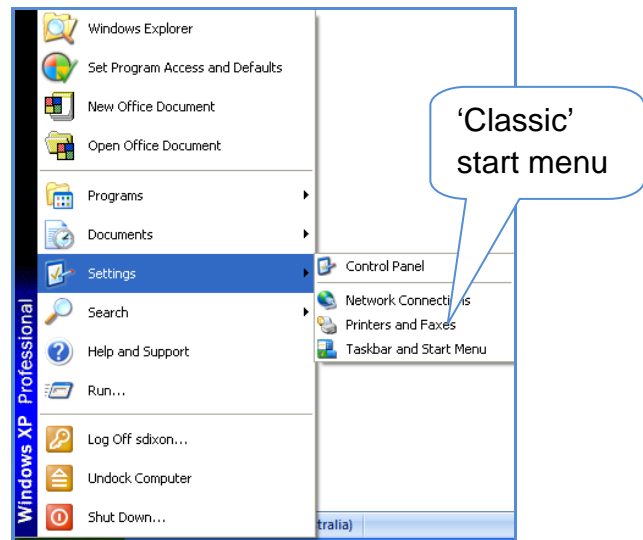 Windows Explorer
Set Program Access and Defaults
New Office Document
Open Office Document
Programs
Documents
Settings
Search
Help and Support
Run...
Log Off sdixon...
Undock Computer
Shut Down...
Windows XP Professional
Control Panel
Network Connections
Printers and Faxes
Taskbar and Start Menu
‘Classic’
start menu
tralia)